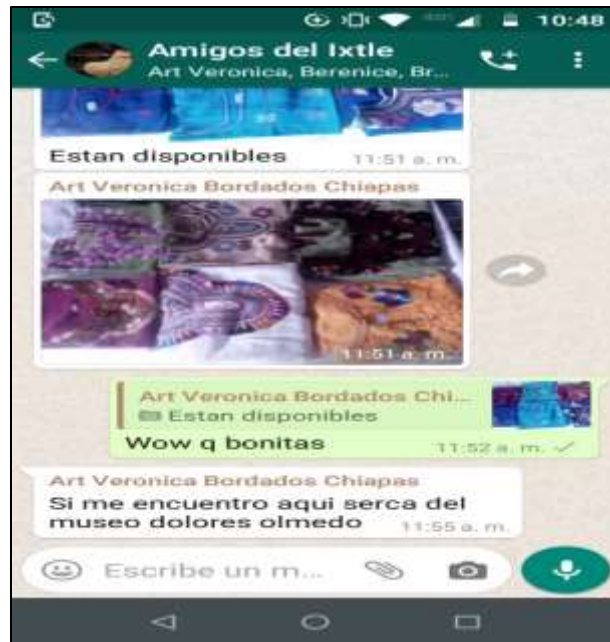 10:48
Amigos del Ixtle
Art Veronica, Berenice, Br...
Estan disponibles 11:51 a. m.
Art Veronica Bordados Chiapas
11:51 a. m.
Art Veronica Bordados Chi...
Estan disponibles
Wow q bonitas 11:52 a. m.
Art Veronica Bordados Chiapas
Si me encuentro aqui serca del
museo dolores olmedo 11:55 a. m.
Escribe un m...